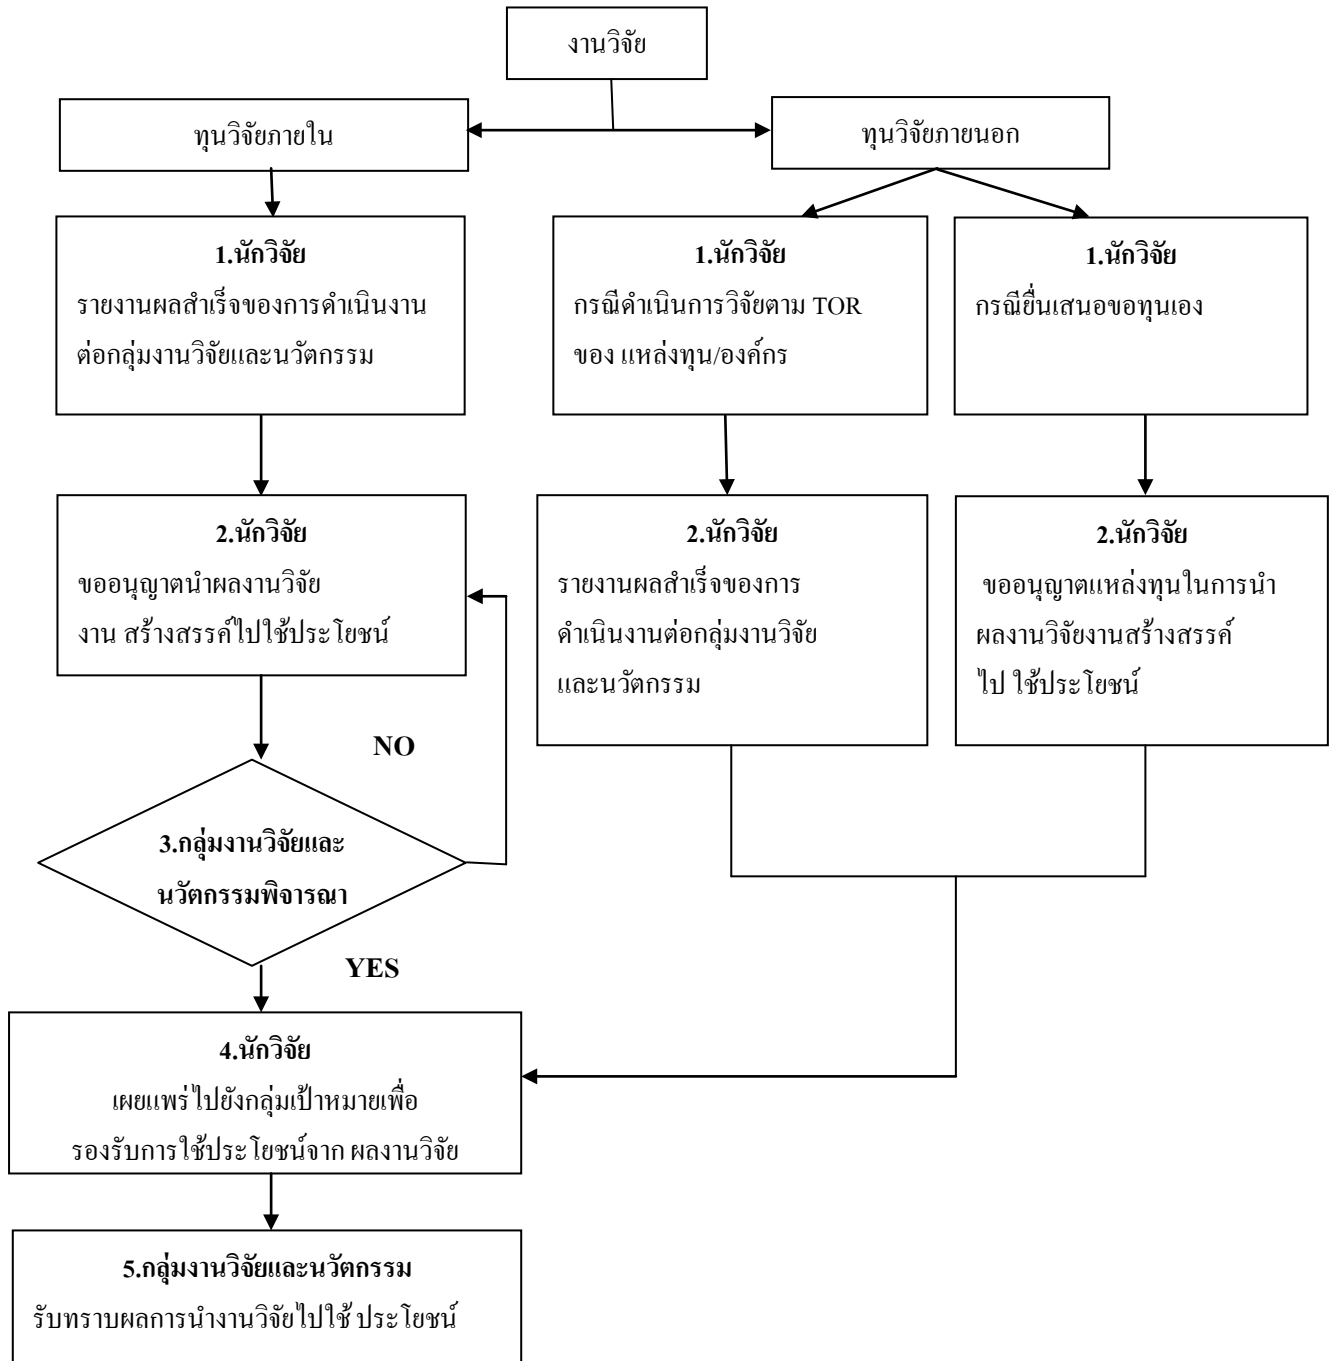 งานวิจัย
ทุนวิจัยภายใน
ทุนวิจัยภายนอก
1.นักวิจัย
รายงานผลสำเร็จของการดำเนินงาน
ต่อกลุ่มงานวิจัยและนวัตกรรม
1.นักวิจัย
กรณีดำเนินการวิจัยตาม TOR
ของ แหล่งทุน/องค์กร
1.นักวิจัย
กรณียื่นเสนอขอทุนเอง
2.นักวิจัย
ขออนุญาตนำผลงานวิจัย
งาน สร้างสรรค์ไปใช้ประโยชน์
2.นักวิจัย
รายงานผลสำเร็จของการ
ดำเนินงานต่อกลุ่มงานวิจัย
และนวัตกรรม
2.นักวิจัย
ขออนุญาตแหล่งทุนในการนำ
ผลงานวิจัยงานสร้างสรรค์
ไป ใช้ประโยชน์
NO
3.กลุ่มงานวิจัยและ
นวัตกรรมพิจารณา
YES
4.นักวิจัย
เผยแพร่ไปยังกลุ่มเป้าหมายเพื่อ
รองรับการใช้ประโยชน์จาก ผลงานวิจัย
5.กลุ่มงานวิจัยและนวัตกรรม
รับทราบผลการนำงานวิจัยไปใช้ ประโยชน์